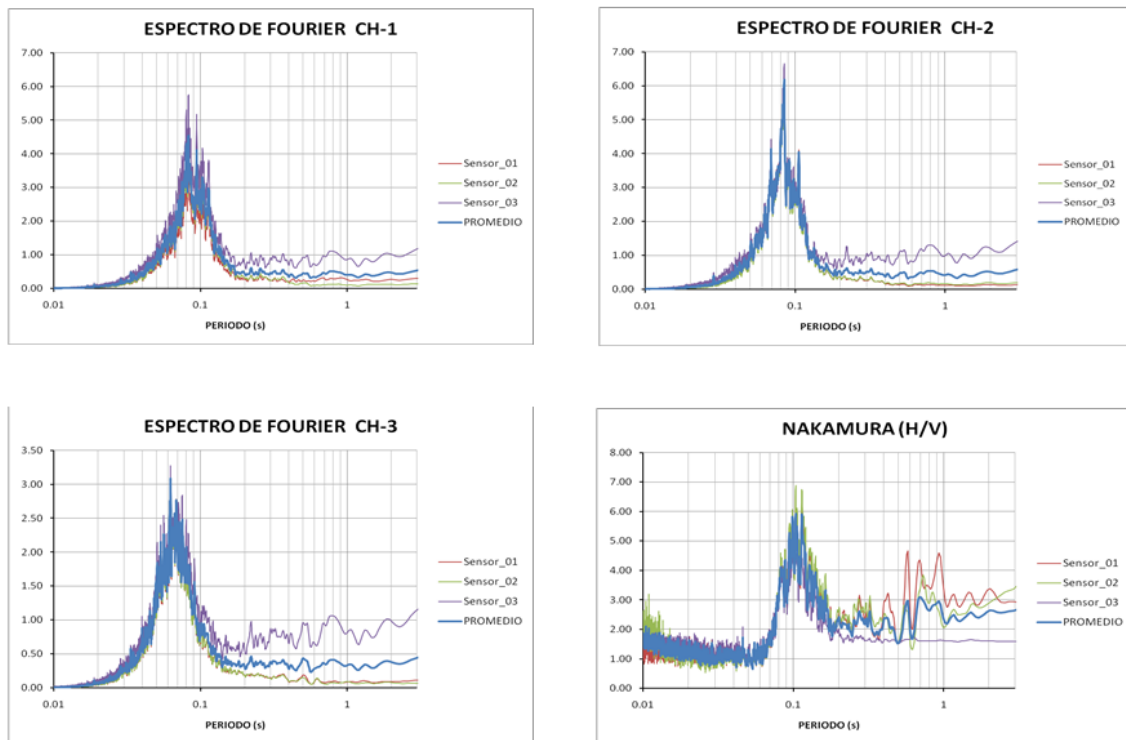 ESPECTRO DE FOURIER CH-1
7.00
6.00
5.00
4.00
3.00
2.00
1.00
0.00
0.01
0.1
1
PERIODO (s)
Sensor_01
Sensor_02
Sensor_03
PROMEDIO
ESPECTRO DE FOURIER CH-2
7.00
6.00
5.00
4.00
3.00
2.00
1.00
0.00
0.01
0.1
1
PERIODO (s)
Sensor_01
Sensor_02
Sensor_03
PROMEDIO
ESPECTRO DE FOURIER CH-3
3.50
3.00
2.50
2.00
1.50
1.00
0.50
0.00
0.01
0.1
1
PERIODO (s)
Sensor_01
Sensor_02
Sensor_03
PROMEDIO
NAKAMURA (H/V)
8.00
7.00
6.00
5.00
4.00
3.00
2.00
1.00
0.00
0.01
0.1
1
PERIODO (s)
Sensor_01
Sensor_02
Sensor_03
PROMEDIO